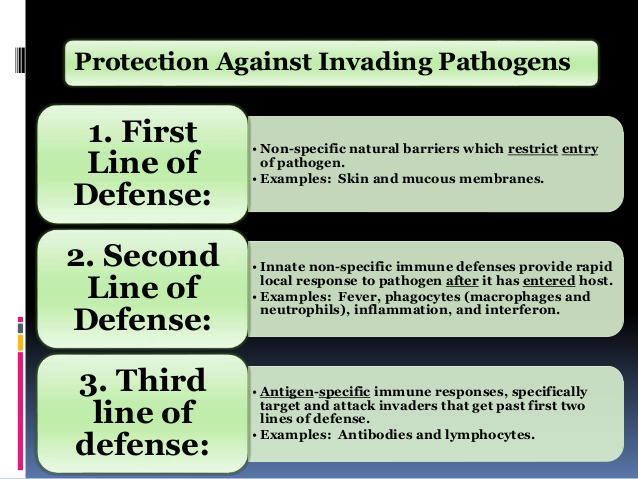 Protection Against Invading Pathogens
1. First
Line of
Defense:
• Non-specific natural barriers which restrict entry
of pathogen.
• Examples: Skin and mucous membranes.
2. Second
Line of
Defense:
• Innate non-specific immune defenses provide rapid
local response to pathogen after it has entered host.
• Examples: Fever, phagocytes (macrophages and
neutrophils), inflammation, and interferon.
3. Third
line of
defense:
• Antigen-specific immune responses, specifically
target and attack invaders that get past first two
lines of defense.
• Examples: Antibodies and lymphocytes.